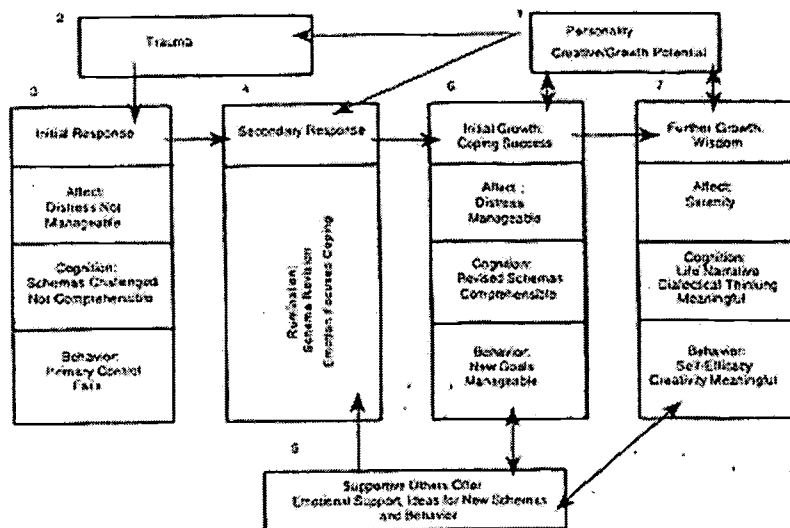 2
Trauma
1
Personality
Creative/Growth Potential
3
Initial Response
Affect:
Distress Not
Manageable
Cognition:
Schemas Challenged
Not Comprehensible
Behavior:
Primary Control
Fails
4
Secondary Response
Rumination:
Schema Revision
Emotion Focused Coping
6
Initial Growth:
Coping Success
Affect:
Distress
Manageable
Cognition:
Revised Schemas
Comprehensible
Behavior:
New Goals
Manageable
7
Further Growth:
Wisdom
Affect:
Serenity
Cognition:
Life Narrative
Dialectical Thinking
Meaningful
Behavior:
Self-Efficacy
Creativity Meaningful
5
Supportive Others Offer
Emotional Support, Ideas for New Schemas
and Behavior